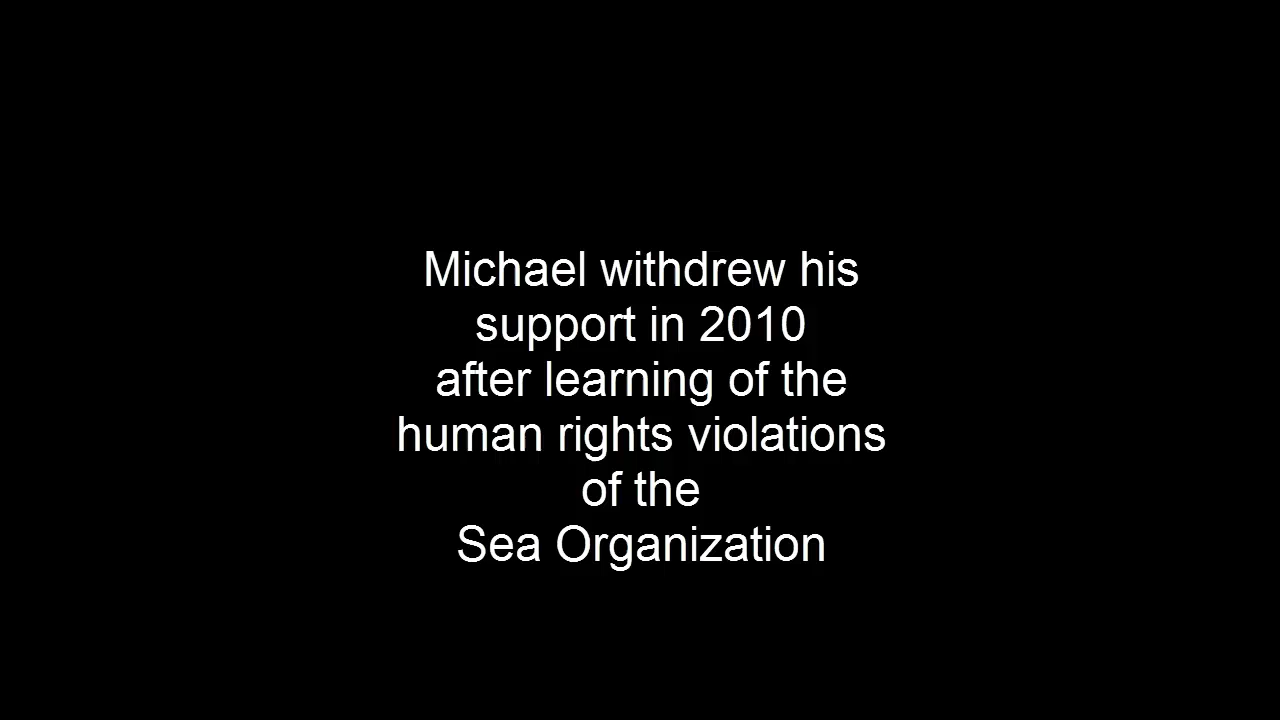 Michael withdrew his
support in 2010
after learning of the
human rights violations
of the
Sea Organization